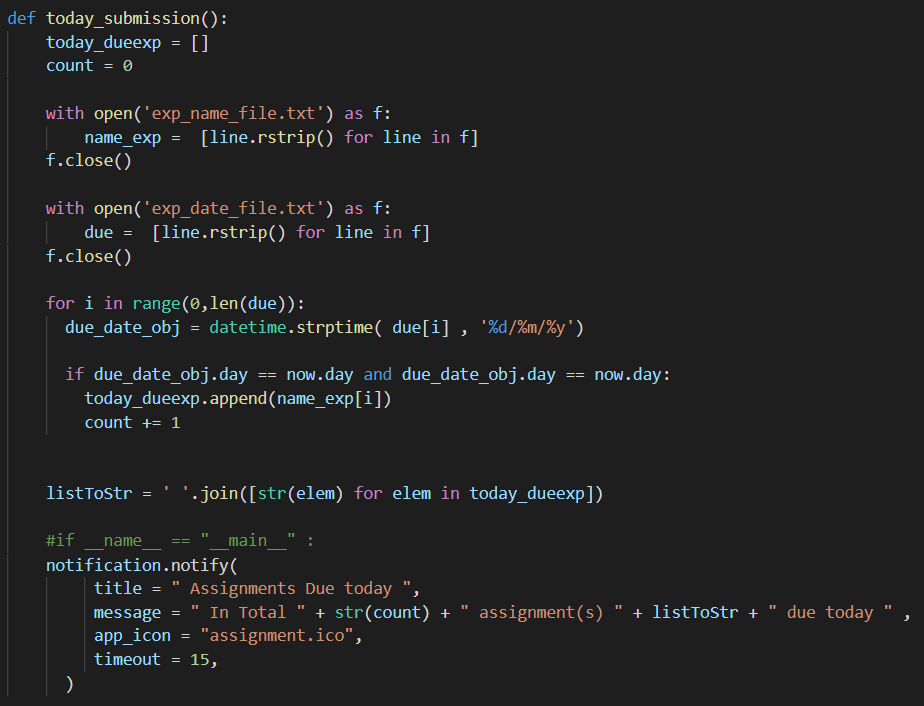 def today_submission():
    today_dueexp = []
    count = 0

    with open('exp_name_file.txt') as f:
        name_exp =  [line.rstrip() for line in f]
    f.close()

    with open('exp_date_file.txt') as f:
        due =  [line.rstrip() for line in f]
    f.close()

    for i in range(0,len(due)):
      due_date_obj = datetime.strptime( due[i] , '%d/%m/%y')

      if due_date_obj.day == now.day and due_date_obj.day == now.day:
        today_dueexp.append(name_exp[i])
        count += 1


    listToStr = ' '.join([str(elem) for elem in today_dueexp])

    #if __name__ == "__main__" :
    notification.notify(
         title = " Assignments Due today ",
         message = " In Total " + str(count) + " assignment(s) " + listToStr + " due today " ,
         app_icon = "assignment.ico",
         timeout = 15,
      )